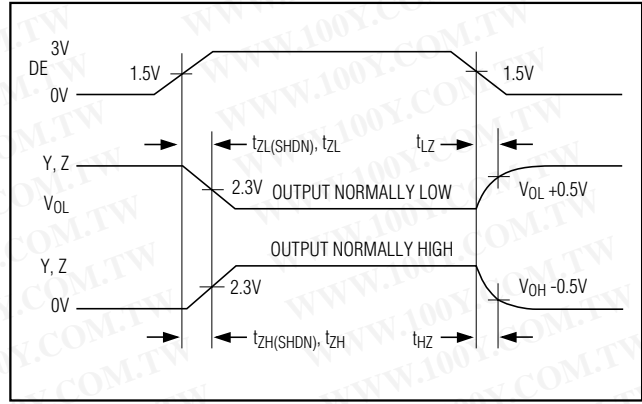 3V
DE
1.5V
1.5V
0V
tZL(SHDN), tZL
tLZ
Y, Z
2.3V
OUTPUT NORMALLY LOW
VOL +0.5V
VOL
OUTPUT NORMALLY HIGH
Y, Z
2.3V
VOH -0.5V
0V
tZH(SHDN), tZH
tHZ
WWW.100Y.COM.TW